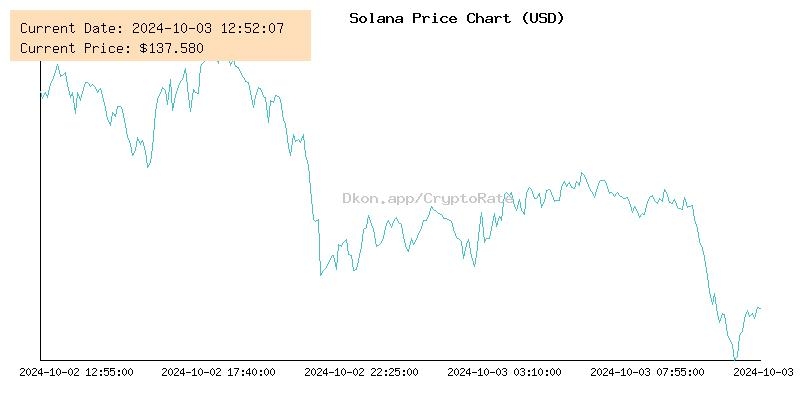 Solana Price Chart (USD)
Current Date: 2024-10-03 12:52:07
Current Price: $137.580
Dkon.app/CryptoRate
2024-10-02 12:55:00
2024-10-02 17:40:00
2024-10-02 22:25:00
2024-10-03 03:10:00
2024-10-03 07:55:00
2024-10-03